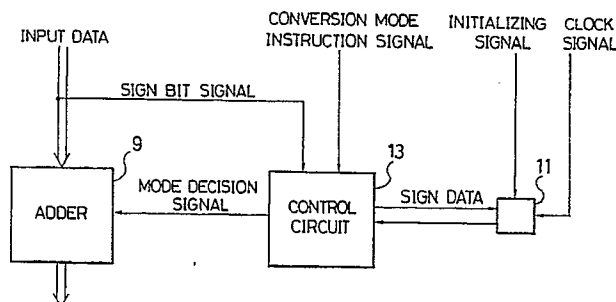 CONVERSION MODE
INSTRUCTION SIGNAL
INITIALIZING
SIGNAL
CLOCK
SIGNAL
INPUT DATA
SIGN BIT SIGNAL
9
13
11
MODE DECISION
SIGNAL
SIGN DATA
ADDER
CONTROL
CIRCUIT